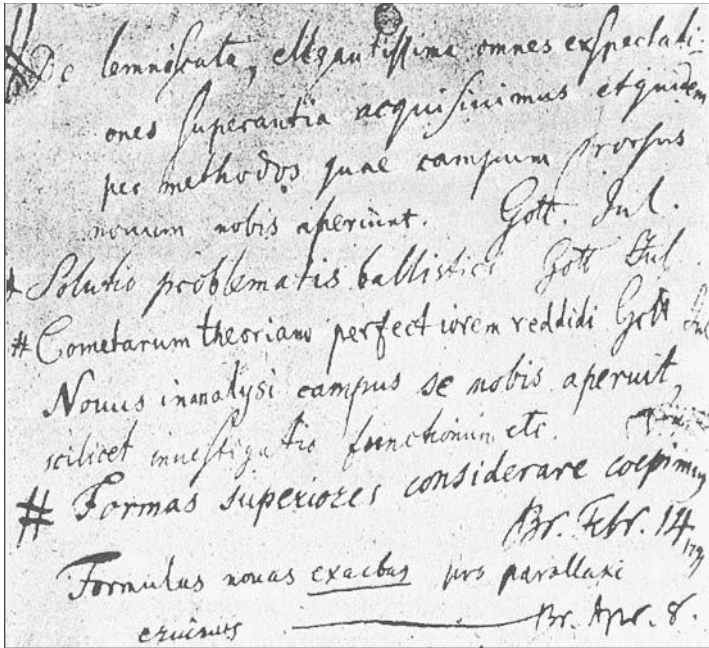 # De lemniscata, elegantissima omnes exspectati-
ones superantia acquisivimus et quidem
per methodos quae campum prorsus
novum nobis aperiunt. Gott. Jul.
Solutio problematis ballistici Gott Jul
# Cometarum theoriam perfectiorem reddidi Gott Jul
Novus in analysi campus se nobis aperuit,
scilicet investigatio functionum etc.
# Formas superiores considerare coepimus
Br. Febr. 14
1799
Formulas novas exactas pro parallaxi
eruimus Br. Apr. 8.